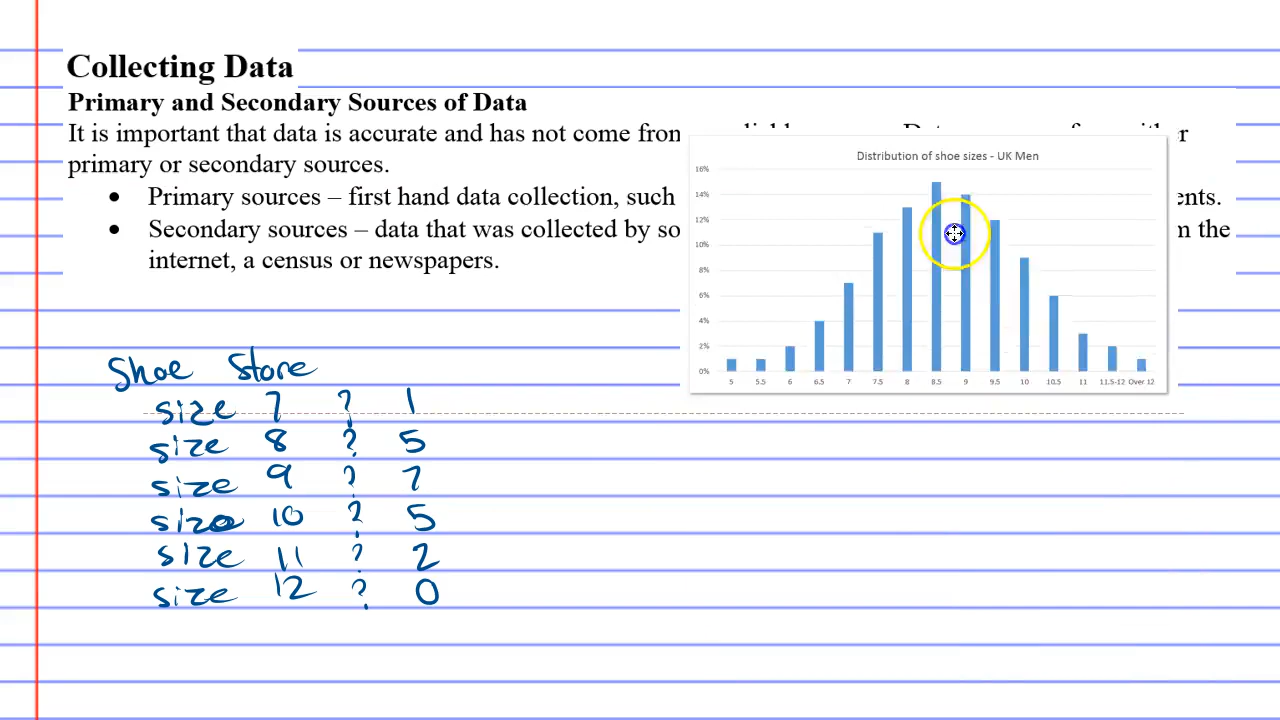 Collecting Data
Primary and Secondary Sources of Data
It is important that data is accurate and has not come from
primary or secondary sources.
• Primary sources – first hand data collection, such
• Secondary sources – data that was collected by so m the
internet, a census or newspapers.
Distribution of shoe sizes - UK Men
16%
14%
12%
10%
8%
6%
4%
2%
0%
5 5.5 6 6.5 7 7.5 8 8.5 9 9.5 10 10.5 11 11.5-12 Over 12
Shoe Store
size 7 ? 1
size 8 ? 5
size 9 ? 7
size 10 ? 5
size 11 ? 2
size 12 ? 0